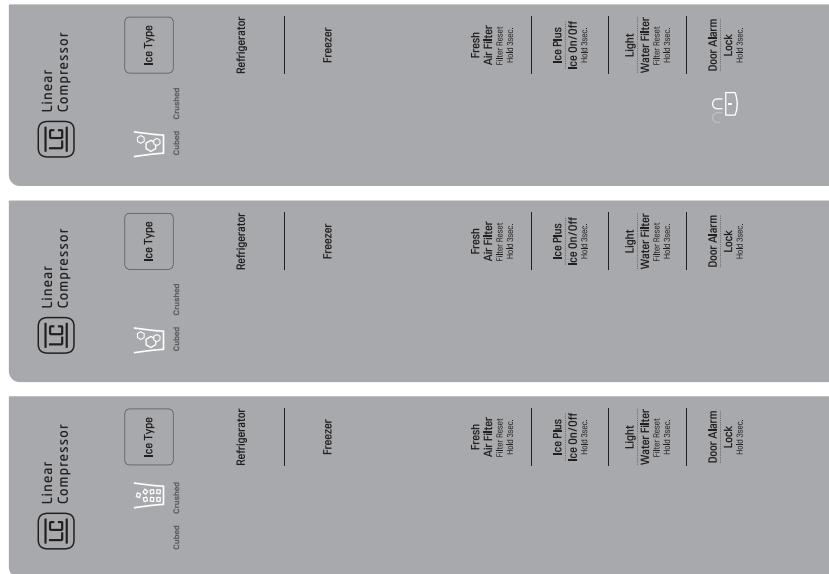 LC
Linear
Compressor
Ice Type
Cubed
Crushed
Refrigerator
Freezer
Fresh
Air Filter
Filter Reset
Hold 3sec.
Ice Plus
Ice On/Off
Hold 3sec.
Light
Water Filter
Filter Reset
Hold 3sec.
Door Alarm
Lock
Hold 3sec.
LC
Linear
Compressor
Ice Type
Cubed
Crushed
Refrigerator
Freezer
Fresh
Air Filter
Filter Reset
Hold 3sec.
Ice Plus
Ice On/Off
Hold 3sec.
Light
Water Filter
Filter Reset
Hold 3sec.
Door Alarm
Lock
Hold 3sec.
LC
Linear
Compressor
Ice Type
Cubed
Crushed
Refrigerator
Freezer
Fresh
Air Filter
Filter Reset
Hold 3sec.
Ice Plus
Ice On/Off
Hold 3sec.
Light
Water Filter
Filter Reset
Hold 3sec.
Door Alarm
Lock
Hold 3sec.